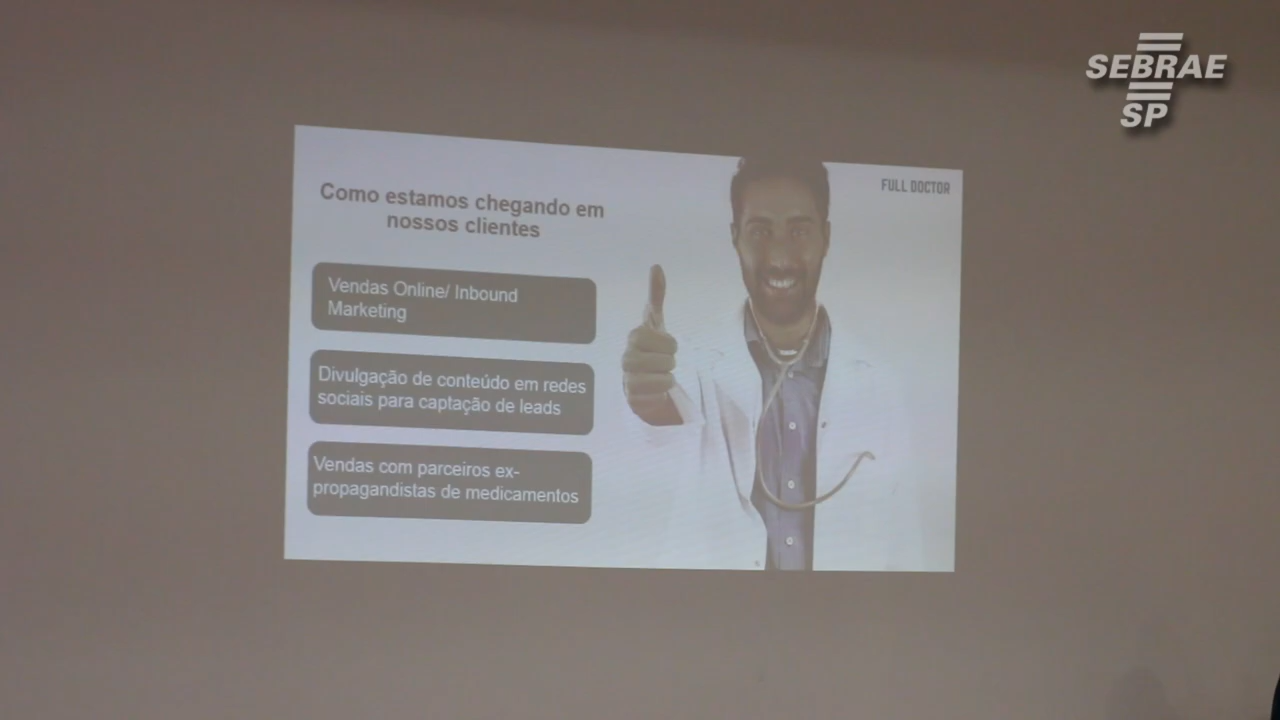 SEBRAE
SP
FULL DOCTOR
Como estamos chegando em
nossos clientes
Vendas Online/ Inbound
Marketing
Divulgação de conteúdo em redes
sociais para captação de leads
Vendas com parceiros ex-
propagandistas de medicamentos